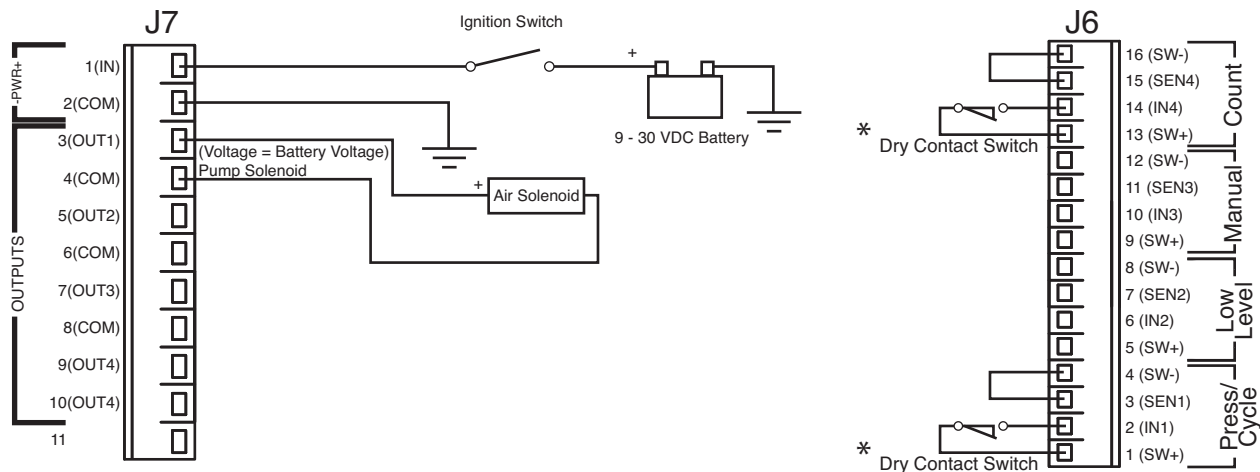 J7
Ignition Switch
-PWR+
1(IN)
+
2(COM)
9 - 30 VDC Battery
OUTPUTS
3(OUT1)
(Voltage = Battery Voltage)
Pump Solenoid
4(COM)
+
Air Solenoid
5(OUT2)
6(COM)
7(OUT3)
8(COM)
9(OUT4)
10(OUT4)
11
J6
16 (SW-)
15 (SEN4)
14 (IN4)
13 (SW+)
Count
* Dry Contact Switch
12 (SW-)
11 (SEN3)
10 (IN3)
9 (SW+)
Manual
8 (SW-)
7 (SEN2)
6 (IN2)
5 (SW+)
Low
Level
4 (SW-)
3 (SEN1)
2 (IN1)
1 (SW+)
Press/
Cycle
* Dry Contact Switch